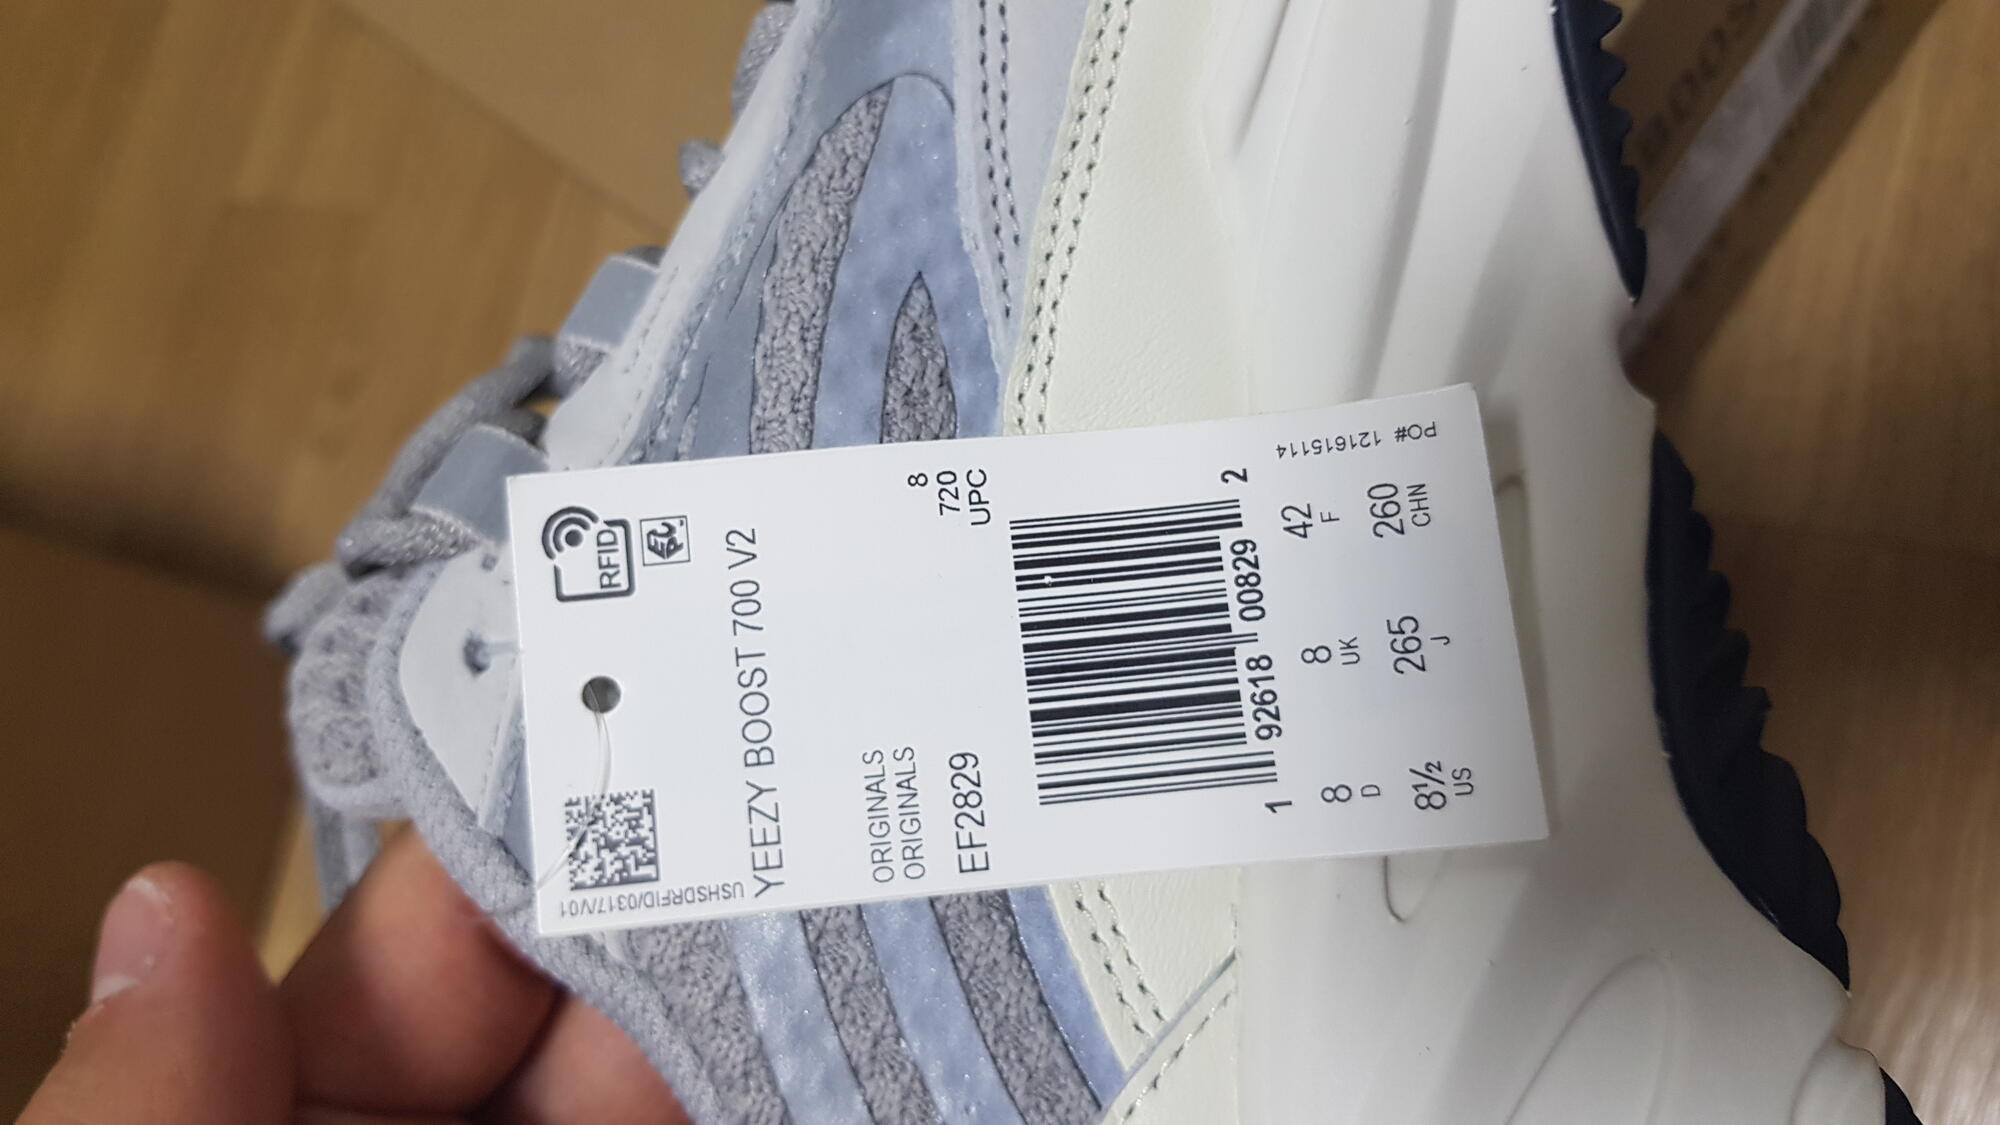 RFID
USHSDRFID/0317/V01
YEEZY BOOST 700 V2
ORIGINALS 8
ORIGINALS 720
EF2829 UPC
1 92618 00829 2
8 8 42
D UK F
8½ 265 260
US J CHN
PO# 121615114